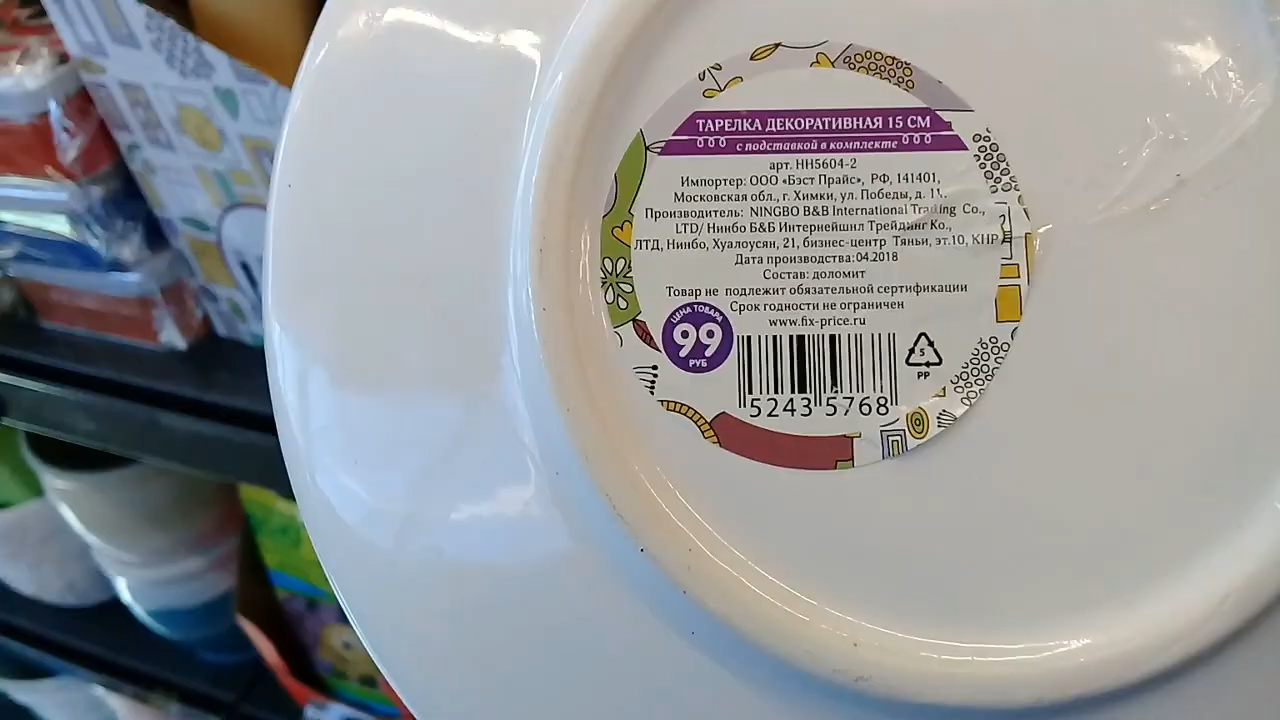 ТАРЕЛКА ДЕКОРАТИВНАЯ 15 СМ
с подставкой в комплекте
арт. HH5604-2
Импортер: ООО «Бэст Прайс», РФ, 141401,
Московская обл., г. Химки, ул. Победы, д. 11.
Производитель: NINGBO B&B International Trading Co.,
LTD/ Нинбо Б&Б Интернейшнл Трейдинг Ко.,
ЛТД, Нинбо, Хуалоусян, 21, бизнес-центр Тяньи, эт.10, КНР
Дата производства:04.2018
Состав: доломит
Товар не подлежит обязательной сертификации
Срок годности не ограничен
www.fix-price.ru
ЦЕНА ТОВАРА
99
РУБ
5243 5768
5
PP